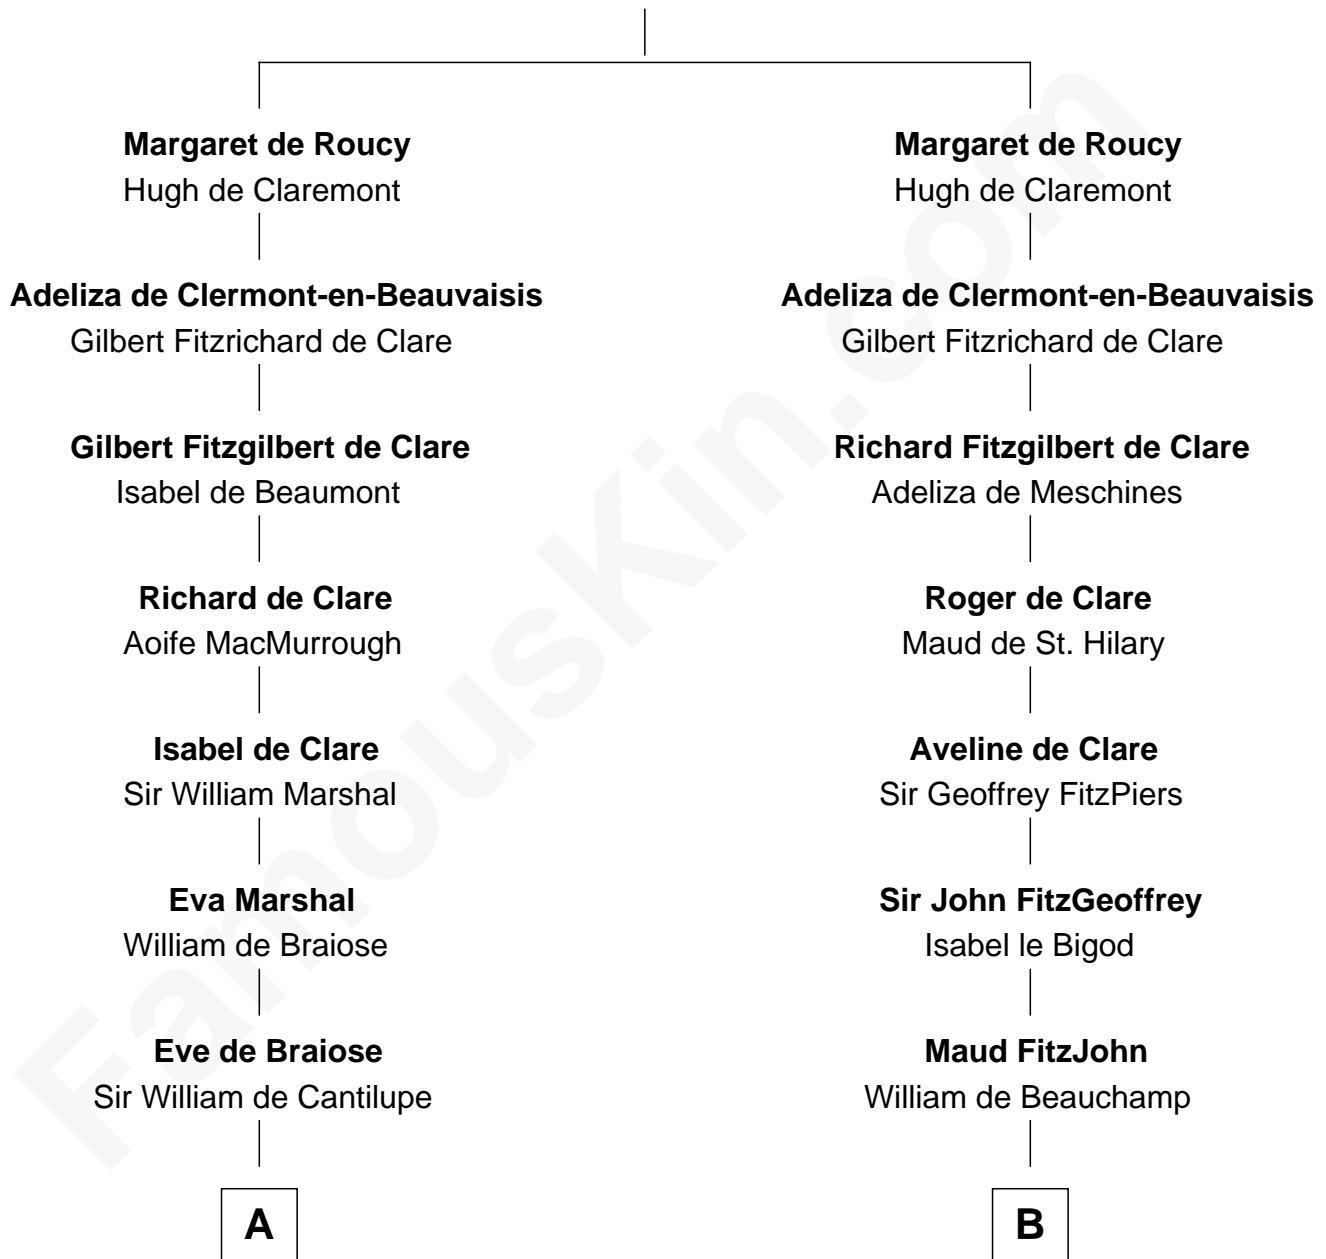 Margaret de Roucy
Hugh de Claremont
Adeliza de Clermont-en-Beauvaisis
Gilbert Fitzrichard de Clare
Gilbert Fitzgilbert de Clare
Isabel de Beaumont
Richard de Clare
Aoife MacMurrough
Isabel de Clare
Sir William Marshal
Eva Marshal
William de Braiose
Eve de Braiose
Sir William de Cantilupe
A
Margaret de Roucy
Hugh de Claremont
Adeliza de Clermont-en-Beauvaisis
Gilbert Fitzrichard de Clare
Richard Fitzgilbert de Clare
Adeliza de Meschines
Roger de Clare
Maud de St. Hilary
Aveline de Clare
Sir Geoffrey FitzPiers
Sir John FitzGeoffrey
Isabel le Bigod
Maud FitzJohn
William de Beauchamp
B
FamousKin.com